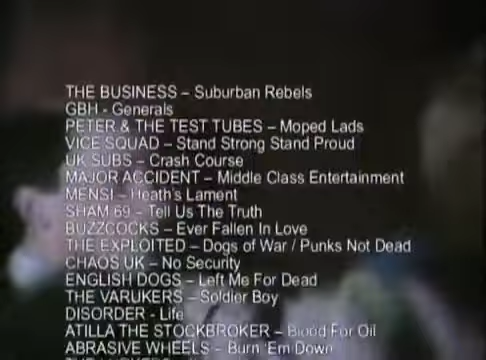 THE BUSINESS – Suburban Rebels
GBH - Generals
PETER & THE TEST TUBES – Moped Lads
VICE SQUAD – Stand Strong Stand Proud
UK SUBS – Crash Course
MAJOR ACCIDENT – Middle Class Entertainment
MENSI – Heath's Lament
SHAM 69 – Tell Us The Truth
BUZZCOCKS – Ever Fallen In Love
THE EXPLOITED – Dogs of War / Punks Not Dead
CHAOS UK – No Security
ENGLISH DOGS – Left Me For Dead
THE VARUKERS – Soldier Boy
DISORDER - Life
ATILLA THE STOCKBROKER – Blood For Oil
ABRASIVE WHEELS – Burn 'Em Down